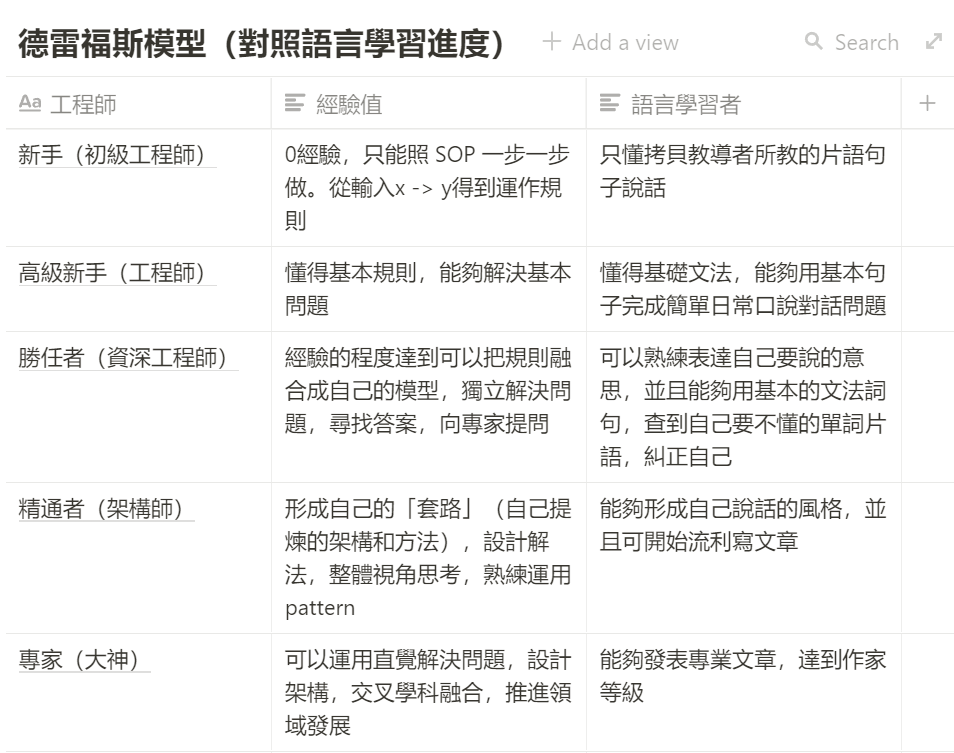 德雷福斯模型（對照語言學習進度） + Add a view Search
Aa 工程師 經驗值 語言學習者 +
新手（初級工程師）
0經驗，只能照 SOP 一步一步
做。從輸入x -> y得到運作規
則
只懂拷貝教導者所教的片語句
子說話
高級新手（工程師）
懂得基本規則，能夠解決基本
問題
懂得基礎文法，能夠用基本句
子完成簡單日常口說對話問題
勝任者（資深工程師）
經驗的程度達到可以把規則融
合成自己的模型，獨立解決問
題，尋找答案，向專家提問
可以熟練表達自己要說的意
思，並且能夠用基本的文法詞
句，查到自己要不懂的單詞片
語，糾正自己
精通者（架構師）
形成自己的「套路」（自己提
煉的架構和方法），設計解
法，整體視角思考，熟練運用
pattern
能夠形成自己說話的風格，並
且可開始流利寫文章
專家（大神）
可以運用直覺解決問題，設計
架構，交叉學科融合，推進領
域發展
能夠發表專業文章，達到作家
等級